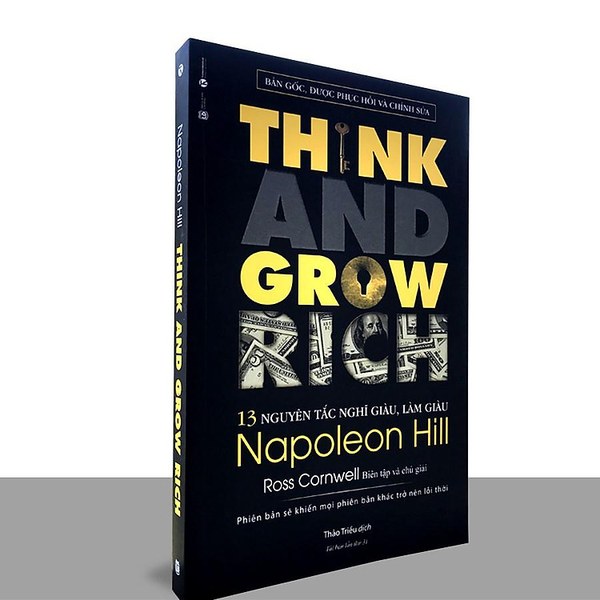 BẢN GỐC, ĐƯỢC PHỤC HỒI VÀ CHỈNH SỬA
THINK
AND
GROW
RICH
13 NGUYÊN TẮC NGHĨ GIÀU, LÀM GIÀU
Napoleon Hill
Ross Cornwell Biên tập và chú giải
Phiên bản sẽ khiến mọi phiên bản khác trở nên lỗi thời
Thảo Triều dịch
Napoleon Hill THINK AND GROW RICH